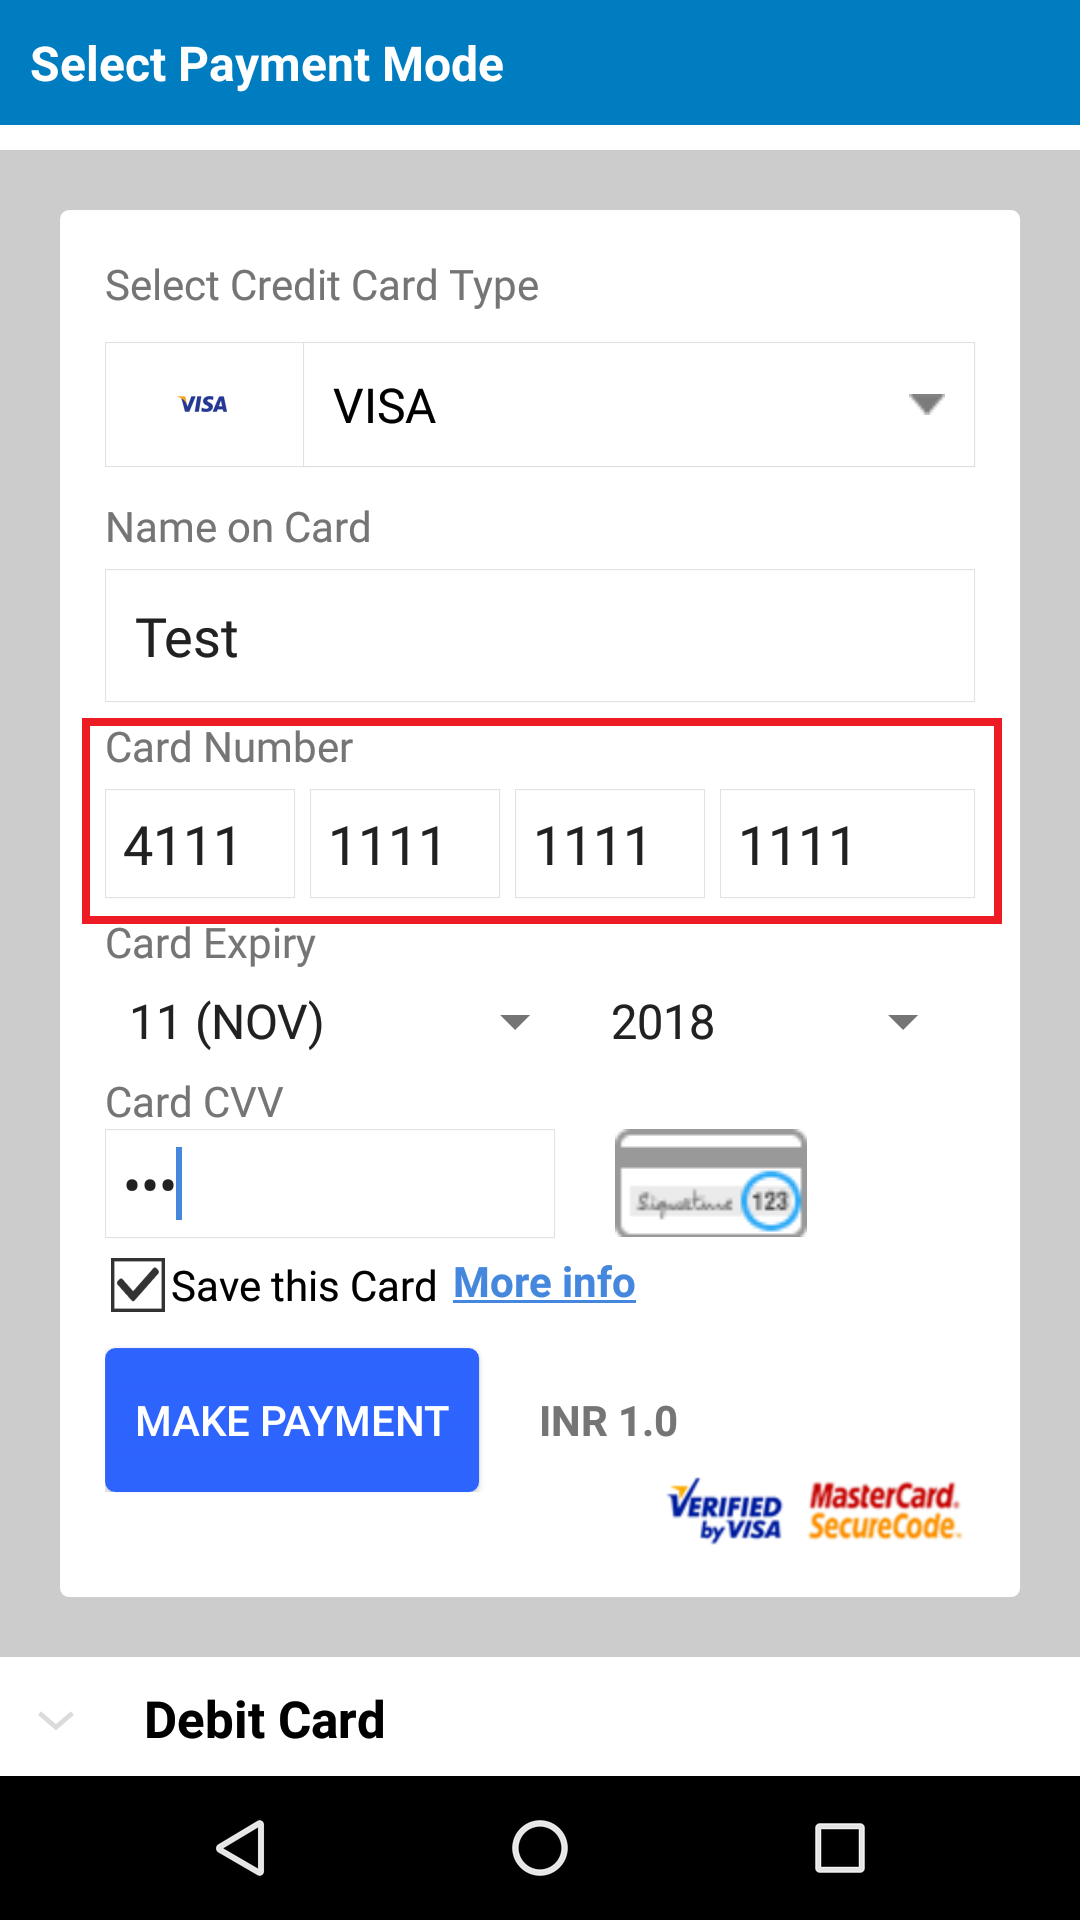 Select Payment Mode
Select Credit Card Type
VISA VISA
Name on Card
Test
Card Number
4111 1111 1111 1111
Card Expiry
11 (NOV) 2018
Card CVV
•••
Signature 123
Save this Card More info
MAKE PAYMENT INR 1.0
VERIFIED by VISA
MasterCard. SecureCode.
Debit Card